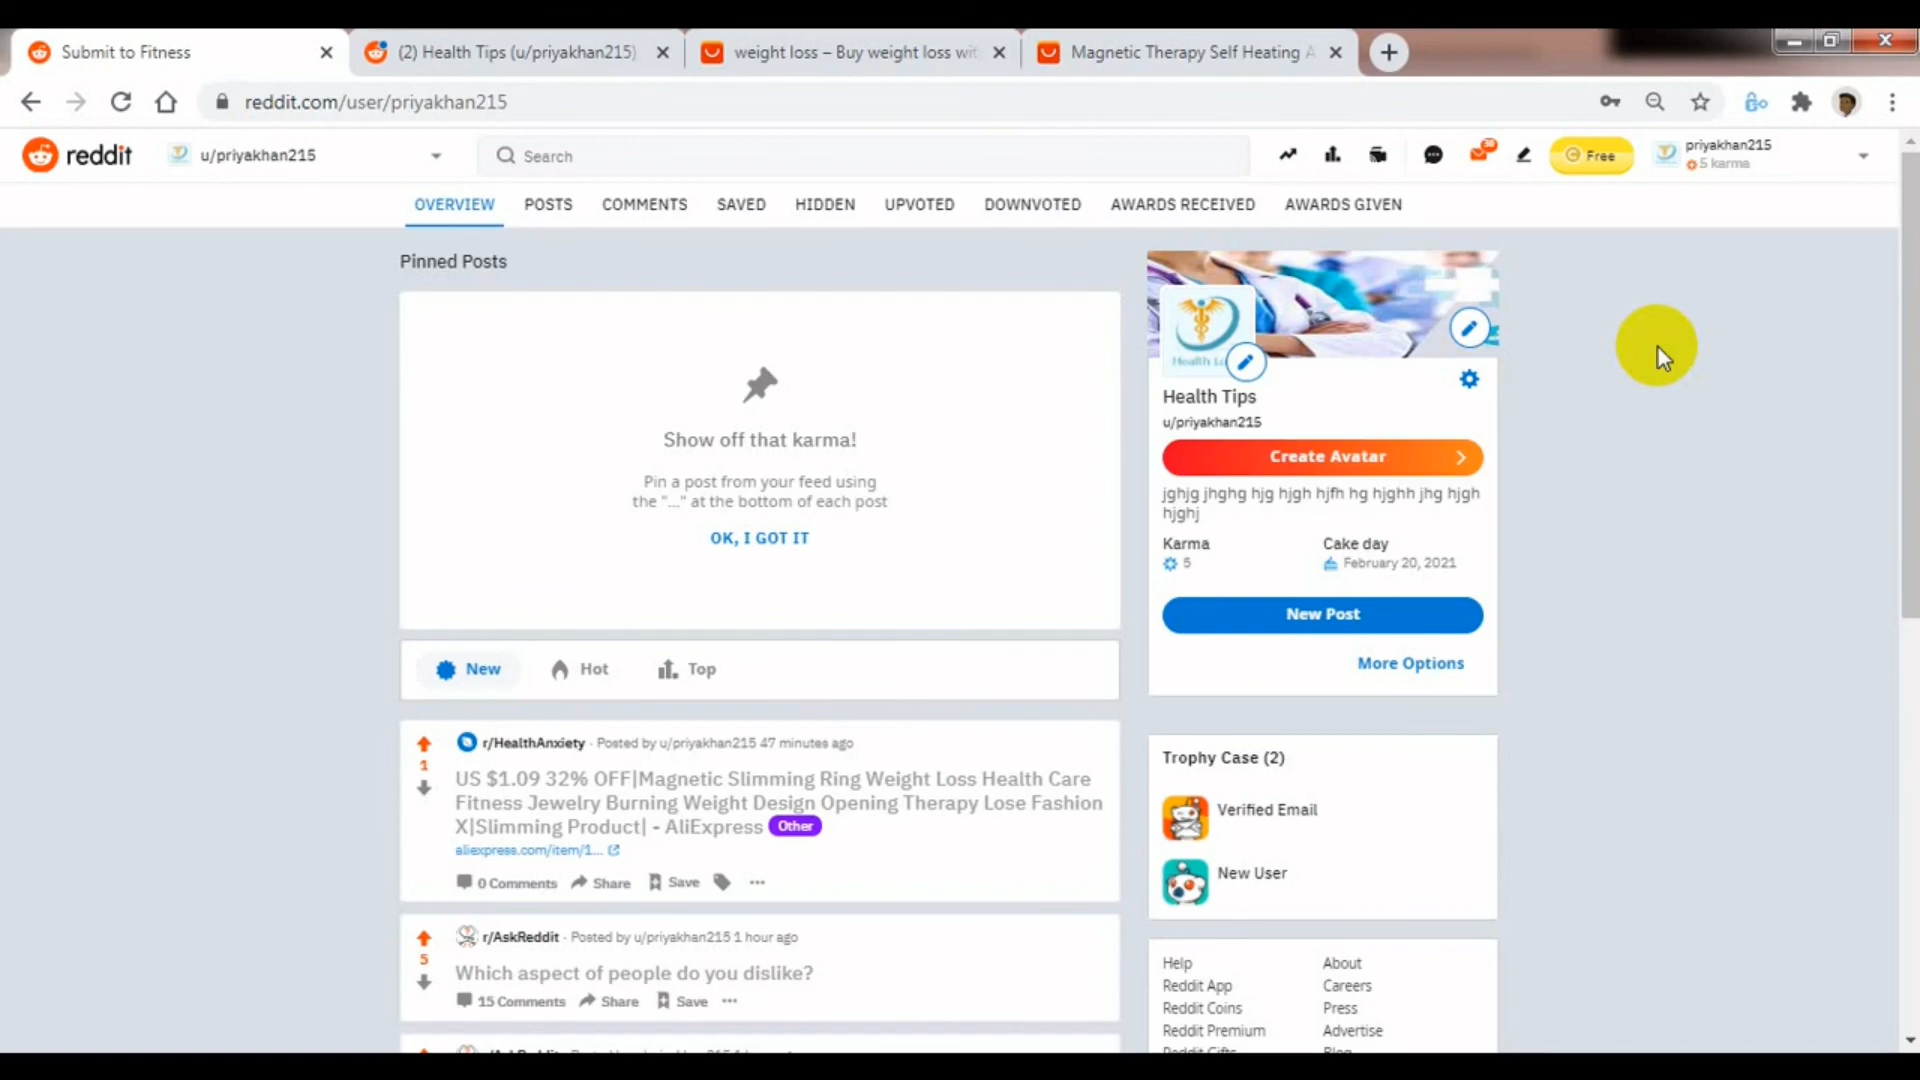 Submit to Fitness
(2) Health Tips (u/priyakhan215)
weight loss – Buy weight loss wit
Magnetic Therapy Self Heating A
reddit.com/user/priyakhan215
reddit
u/priyakhan215
Search
30
Free
priyakhan215
5 karma
OVERVIEW
POSTS
COMMENTS
SAVED
HIDDEN
UPVOTED
DOWNVOTED
AWARDS RECEIVED
AWARDS GIVEN
Pinned Posts
Show off that karma!
Pin a post from your feed using
the "..." at the bottom of each post
OK, I GOT IT
New
Hot
Top
r/HealthAnxiety · Posted by u/priyakhan215 47 minutes ago
1
US $1.09 32% OFF|Magnetic Slimming Ring Weight Loss Health Care
Fitness Jewelry Burning Weight Design Opening Therapy Lose Fashion
X|Slimming Product| - AliExpress Other
aliexpress.com/item/1...
0 Comments Share Save ...
r/AskReddit · Posted by u/priyakhan215 1 hour ago
5
Which aspect of people do you dislike?
15 Comments Share Save ...
Health
Health Tips
u/priyakhan215
Create Avatar
jghjg jhghg hjg hjgh hjfh hg hjghh jhg hjgh
hjghj
Karma
5
Cake day
February 20, 2021
New Post
More Options
Trophy Case (2)
Verified Email
New User
Help
About
Reddit App
Careers
Reddit Coins
Press
Reddit Premium
Advertise
Reddit Gifts
Blog